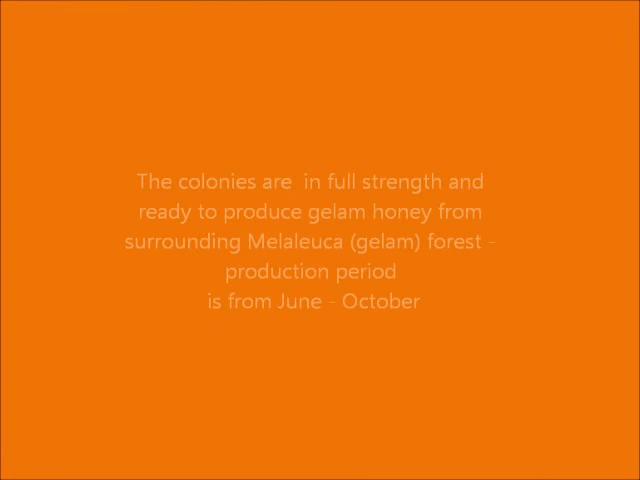 The colonies are  in full strength and
ready to produce gelam honey from
surrounding Melaleuca (gelam) forest -
production period
is from June - October